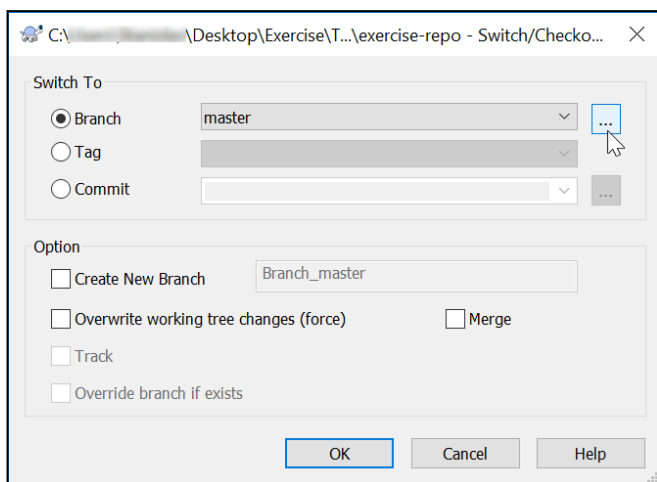 C:\ \Desktop\Exercise\T...\exercise-repo - Switch/Checko...
Switch To
Branch master ...
Tag
Commit ...
Option
Create New Branch Branch_master
Overwrite working tree changes (force) Merge
Track
Override branch if exists
OK Cancel Help